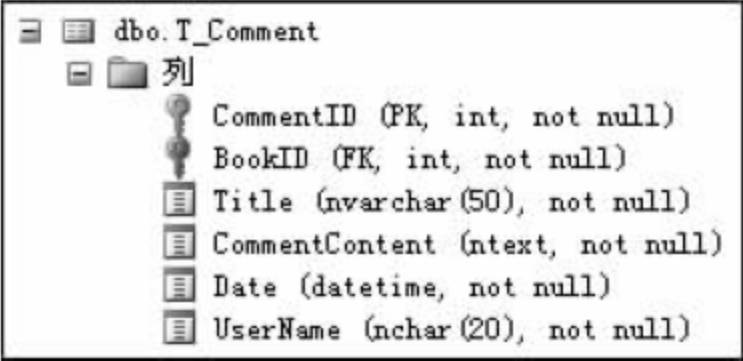 dbo.T_Comment
列
CommentID (PK, int, not null)
BookID (FK, int, not null)
Title (nvarchar(50), not null)
CommentContent (ntext, not null)
Date (datetime, not null)
UserName (nchar(20), not null)